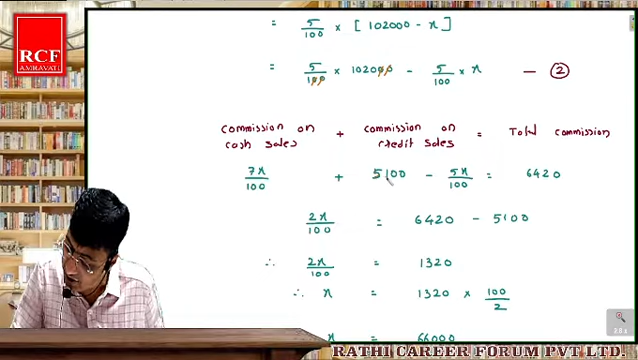 RCF
AMRAVATI
= 5/100 × [ 102000 - x ]
= 5/100 × 102000 - 5/100 × x — ②
commission on cash sales + commission on credit sales = Total commission
7x/100 + 5100 - 5x/100 = 6420
2x/100 = 6420 - 5100
∴ 2x/100 = 1320
∴ x = 1320 × 100/2
x = 66000
RATHI CAREER FORUM PVT LTD.